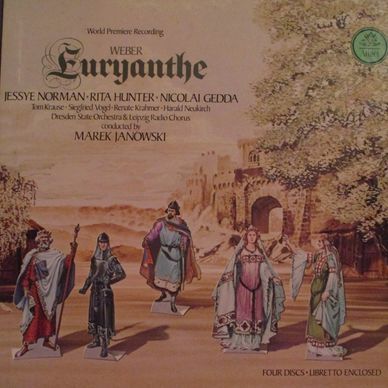 World Premiere Recording
WEBER
Euryanthe
JESSYE NORMAN • RITA HUNTER • NICOLAI GEDDA
Tom Krause • Siegfried Vogel • Renate Krahmer • Harald Neukirch
Dresden State Orchestra & Leipzig Radio Chorus
conducted by
MAREK JANOWSKI
FOUR DISCS • LIBRETTO ENCLOSED